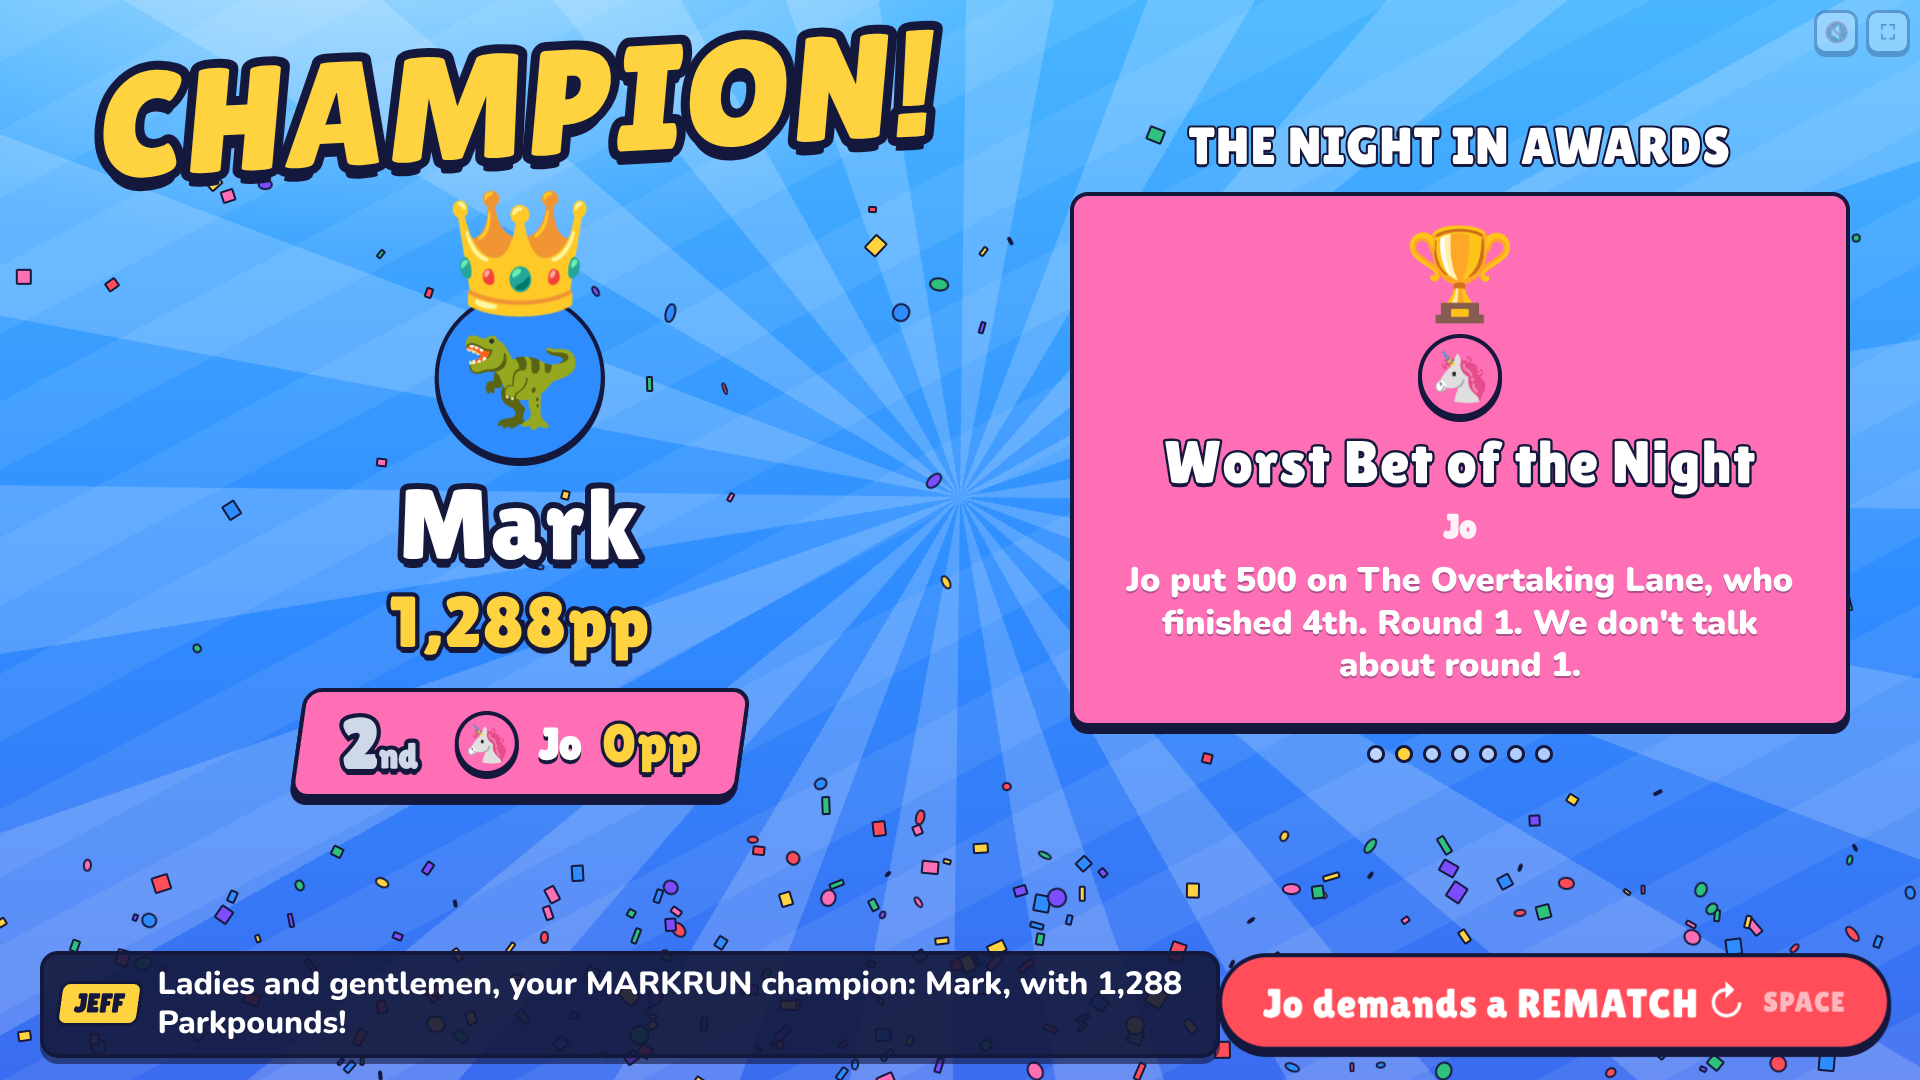 CHAMPION!
Mark
1,288pp
2nd Jo 0pp
THE NIGHT IN AWARDS
Worst Bet of the Night
Jo
Jo put 500 on The Overtaking Lane, who
finished 4th. Round 1. We don't talk
about round 1.
JEFF
Ladies and gentlemen, your MARKRUN champion: Mark, with 1,288
Parkpounds!
Jo demands a REMATCH SPACE